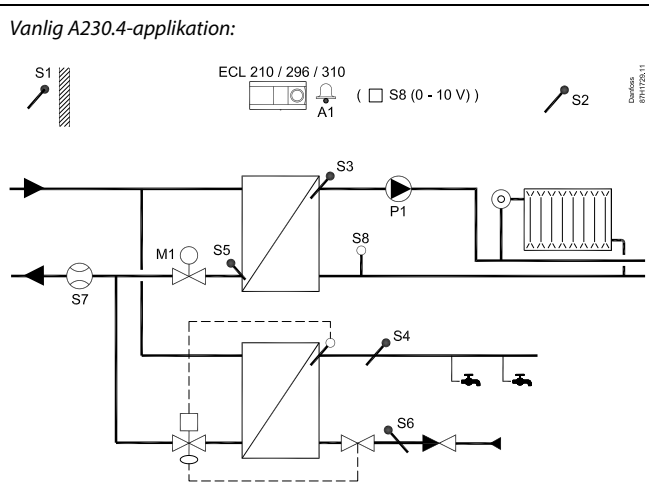 Vanlig A230.4-applikation:
S1
ECL 210 / 296 / 310
A1
( S8 (0 - 10 V) )
S2
Danfoss
87H1729.11
S3
P1
M1
S5
S8
S7
S4
S6